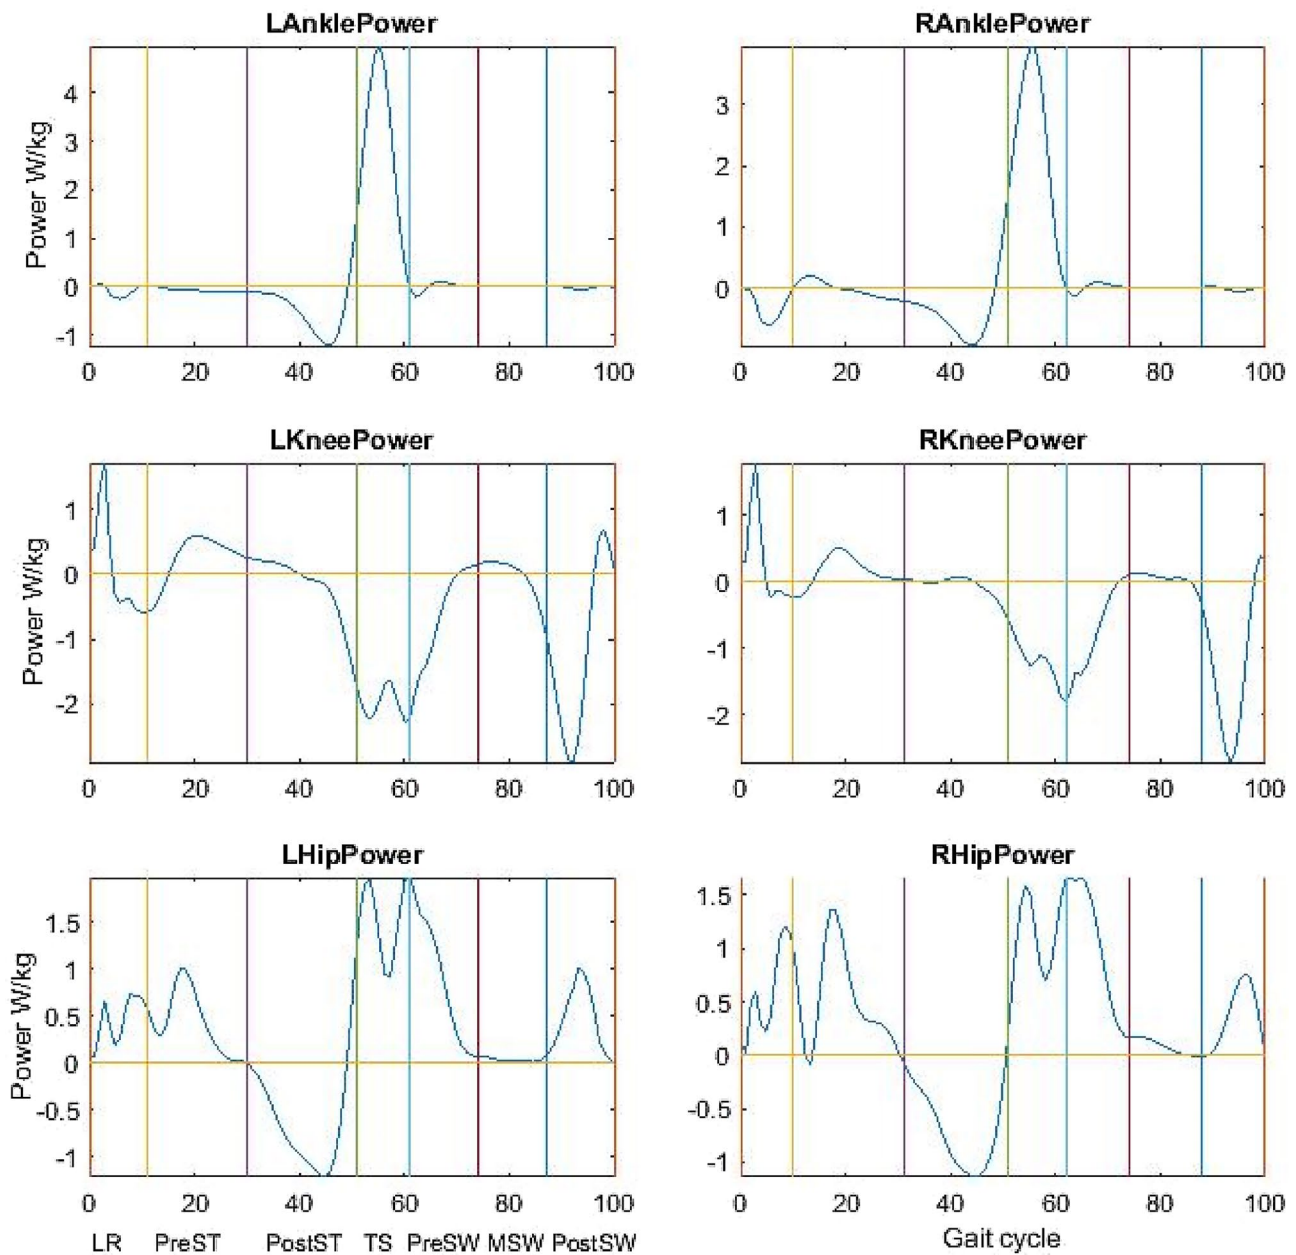 LAnklePower
RAnklePower
Power W/kg
4
3
2
1
0
-1
0 20 40 60 80 100
3
2
1
0
0 20 40 60 80 100
LKneePower
RKneePower
Power W/kg
1
0
-1
-2
0 20 40 60 80 100
1
0
-1
-2
0 20 40 60 80 100
LHipPower
RHipPower
Power W/kg
1.5
1
0.5
0
-0.5
-1
0 20 40 60 80 100
LR PreST PostST TS PreSW MSW PostSW
1.5
1
0.5
0
-0.5
-1
0 20 40 60 80 100
Gait cycle